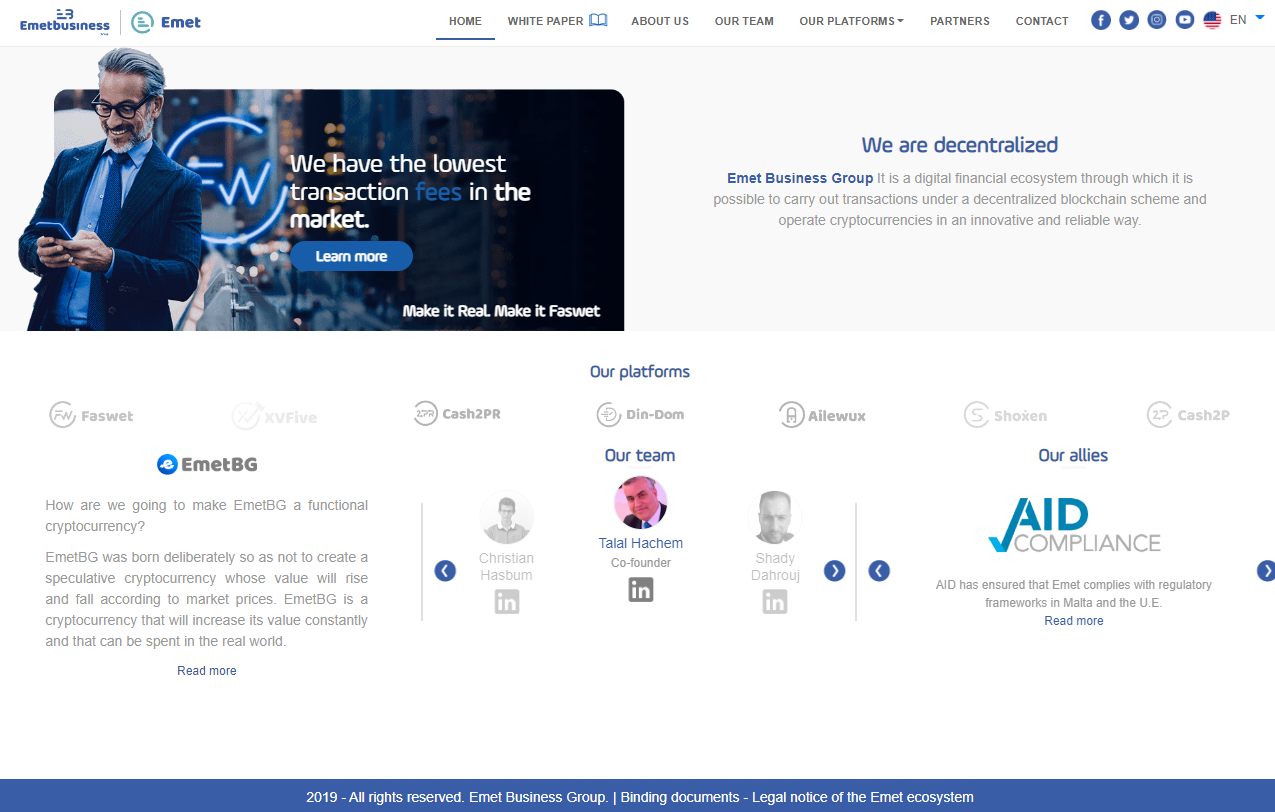 Emetbusiness
Emet
HOME
WHITE PAPER
ABOUT US
OUR TEAM
OUR PLATFORMS
PARTNERS
CONTACT
EN
FW
We have the lowest
transaction fees in the
market.
Learn more
Make it Real. Make it Faswet
We are decentralized
Emet Business Group It is a digital financial ecosystem through which it is
possible to carry out transactions under a decentralized blockchain scheme and
operate cryptocurrencies in an innovative and reliable way.
Our platforms
FW Faswet
XVFive
2PR Cash2PR
Din-Dom
Ailewux
Shoxen
2P Cash2P
EmetBG
How are we going to make EmetBG a functional
cryptocurrency?
EmetBG was born deliberately so as not to create a
speculative cryptocurrency whose value will rise
and fall according to market prices. EmetBG is a
cryptocurrency that will increase its value constantly
and that can be spent in the real world.
Read more
Our team
Christian
Hasbum
in
Talal Hachem
Co-founder
in
Shady
Dahrouj
in
Our allies
AID
COMPLIANCE
AID has ensured that Emet complies with regulatory
frameworks in Malta and the U.E.
Read more
2019 - All rights reserved. Emet Business Group. | Binding documents - Legal notice of the Emet ecosystem